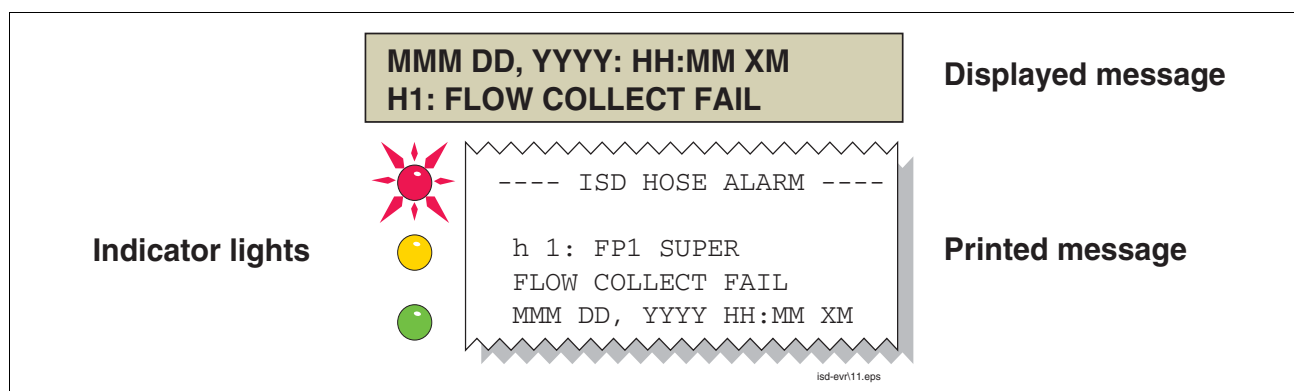 MMM DD, YYYY: HH:MM XM
H1: FLOW COLLECT FAIL
Displayed message
---- ISD HOSE ALARM ----
Indicator lights
h 1: FP1 SUPER
FLOW COLLECT FAIL
MMM DD, YYYY HH:MM XM
Printed message
isd-evr\11.eps